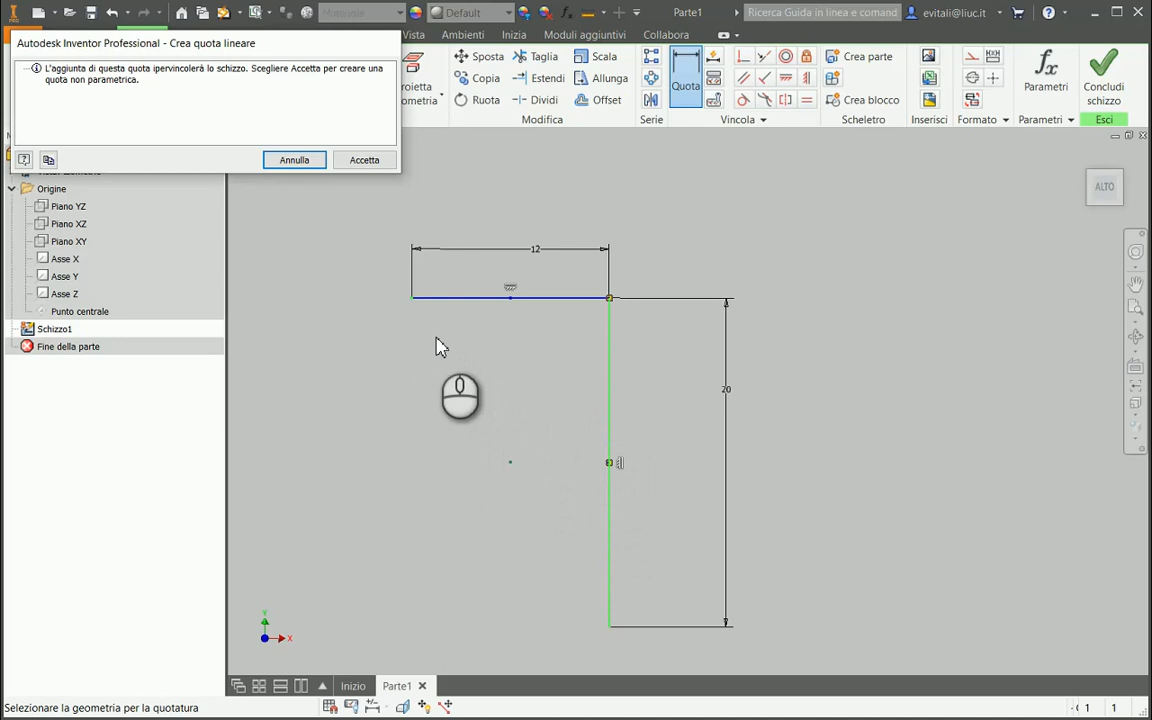 PRO
Materiale
Default
Parte1
Ricerca Guida in linea e comando
evitali@liuc.it
Autodesk Inventor Professional - Crea quota lineare
Vista
Ambienti
Inizia
Moduli aggiuntivi
Collabora
L'aggiunta di questa quota ipervincolerà lo schizzo. Scegliere Accetta per creare una
quota non parametrica.
Annulla
Accetta
Sposta
Taglia
Scala
Copia
Estendi
Allunga
Ruota
Dividi
Offset
Modifica
Serie
Quota
Vincola
Crea parte
Crea blocco
Scheletro
Inserisci
Formato
Parametri
Parametri
Concludi
schizzo
Esci
Origine
Piano YZ
Piano XZ
Piano XY
Asse X
Asse Y
Asse Z
Punto centrale
Schizzo1
Fine della parte
ALTO
12
20
Y
X
Inizio
Parte1
Selezionare la geometria per la quotatura
1
1